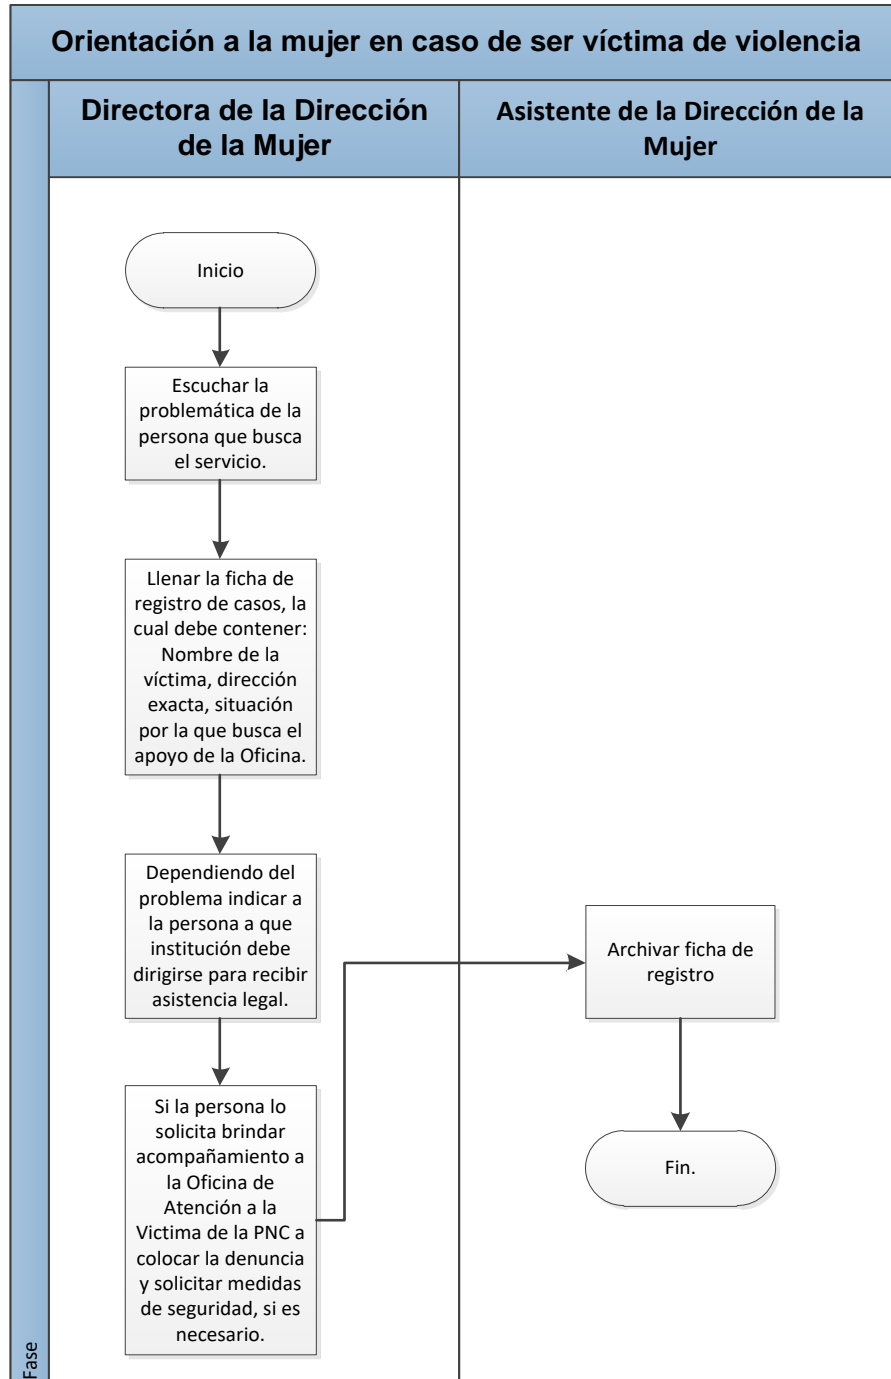 Orientación a la mujer en caso de ser víctima de violencia
Directora de la Dirección
de la Mujer
Asistente de la Dirección de la
Mujer
Inicio
Escuchar la
problemática de la
persona que busca
el servicio.
Llenar la ficha de
registro de casos, la
cual debe contener:
Nombre de la
víctima, dirección
exacta, situación
por la que busca el
apoyo de la Oficina.
Dependiendo del
problema indicar a
la persona a que
institución debe
dirigirse para recibir
asistencia legal.
Archivar ficha de
registro
Si la persona lo
solicita brindar
acompañamiento a
la Oficina de
Atención a la
Victima de la PNC a
colocar la denuncia
y solicitar medidas
de seguridad, si es
necesario.
Fin.
Fase